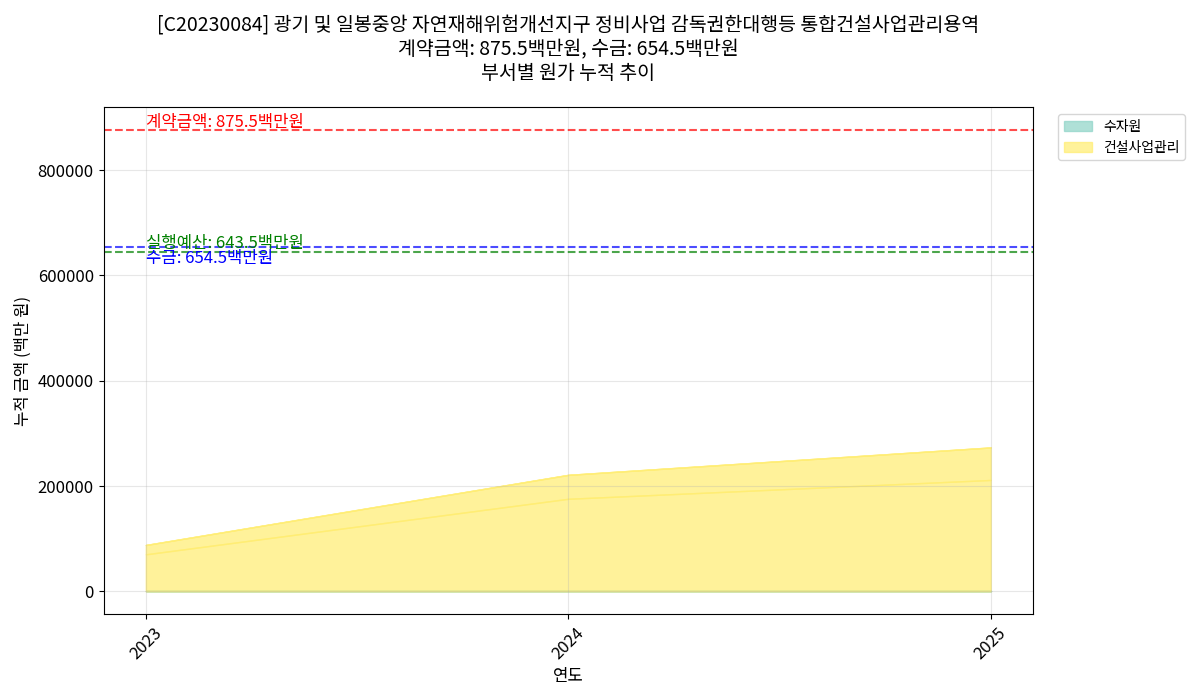 [C20230084] 광기 및 일봉중앙 자연재해위험개선지구 정비사업 감독권한대행등 통합건설사업관리용역
계약금액: 875.5백만원, 수금: 654.5백만원
부서별 원가 누적 추이
계약금액: 875.5백만원
수자원
건설사업관리
800000
실행예산: 643.5백만원
수금: 654.5백만원
600000
누적 금액 (백만 원)
400000
200000
0
2023
2024
2025
연도